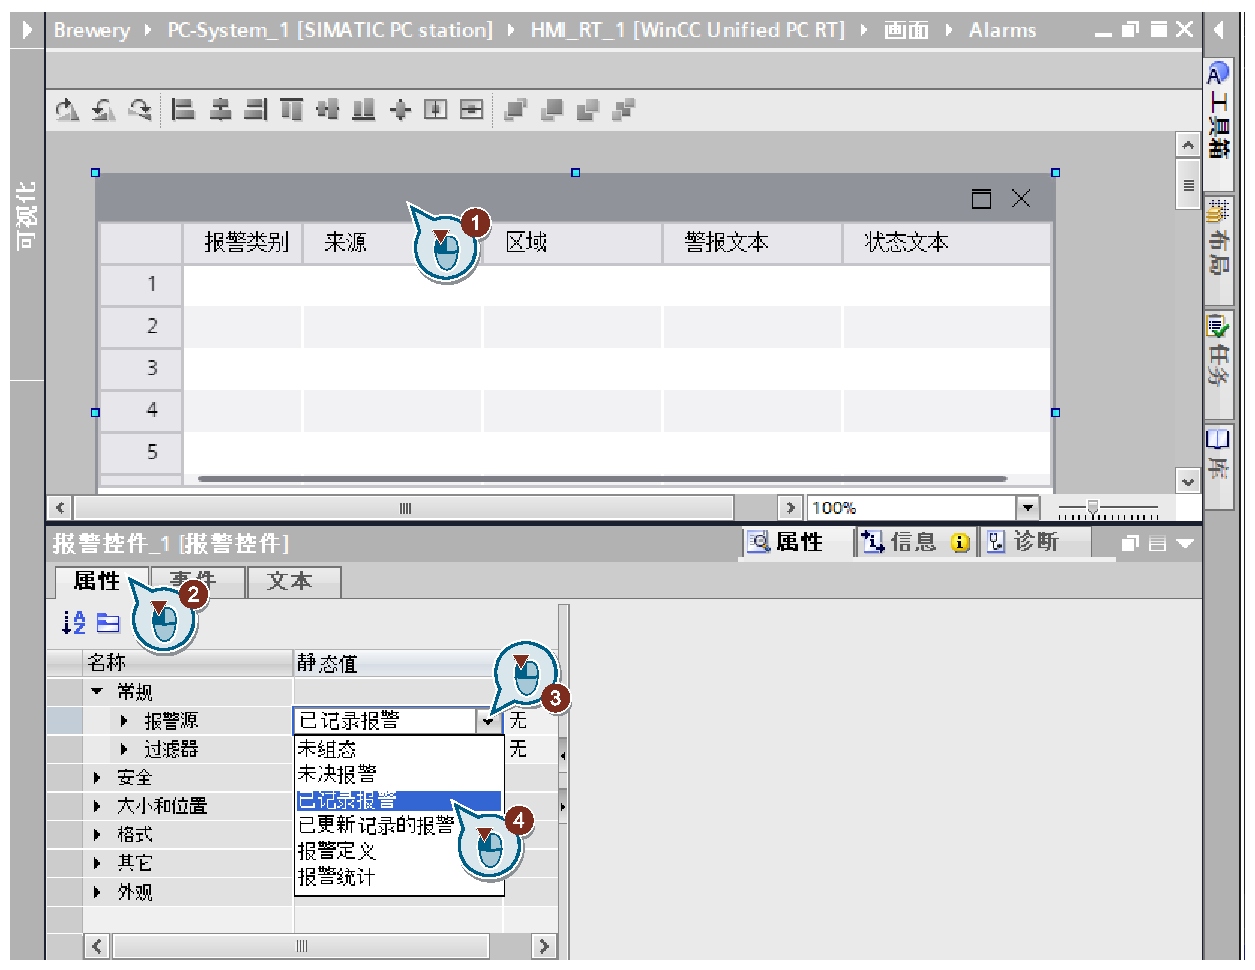 Brewery ▸ PC-System_1 [SIMATIC PC station] ▸ HMI_RT_1 [WinCC Unified PC RT] ▸ 画面 ▸ Alarms
可视化
工具箱
布局
任务
库
报警类别 来源 区域 警报文本 状态文本
1
1
2
3
4
5
100%
报警控件_1 [报警控件]
属性 信息 诊断
属性 事件 文本
2
名称 静态值
常规
3
报警源 已记录报警 无
过滤器 未组态 无
安全 未决报警
大小和位置 已记录报警
4
格式 已更新记录的报警
其它 报警定义
外观 报警统计